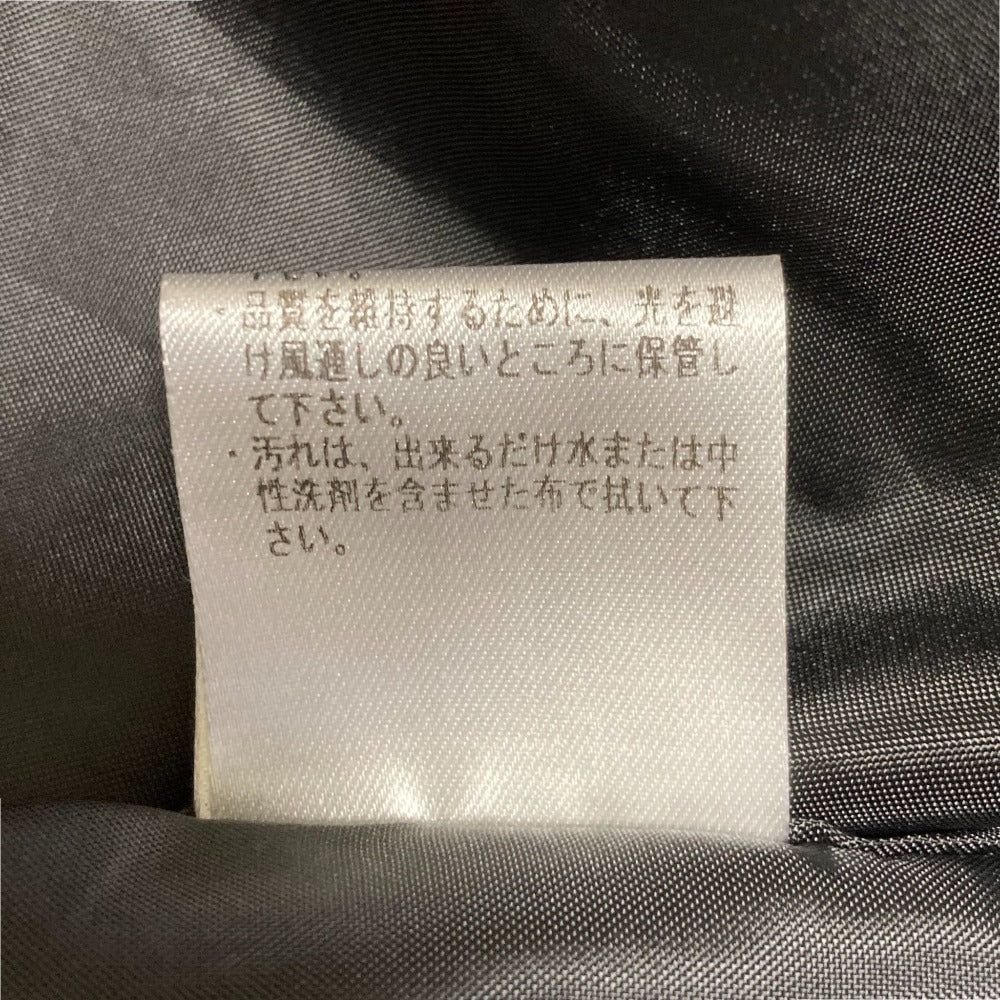 ・品質を維持するために、光を避
け風通しの良いところに保管し
て下さい。
・汚れは、出来るだけ水または中
性洗剤を含ませた布で拭いて下
さい。